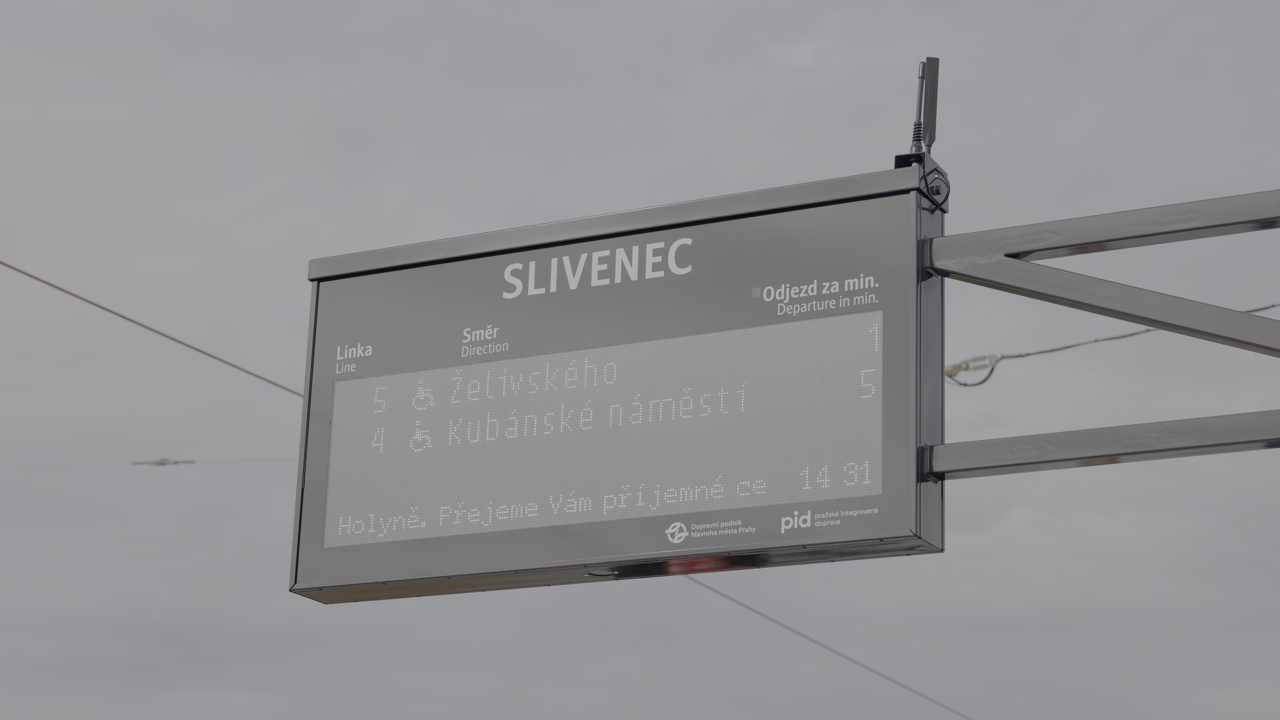 SLIVENEC
Linka
Line
Směr
Direction
Odjezd za min.
Departure in min.
5 Želivského 1
4 Kubánské náměstí 5
Holyně. Přejeme Vám příjemné ce 14 31
Dopravní podnik
hlavního města Prahy
pid pražská integrovaná
doprava